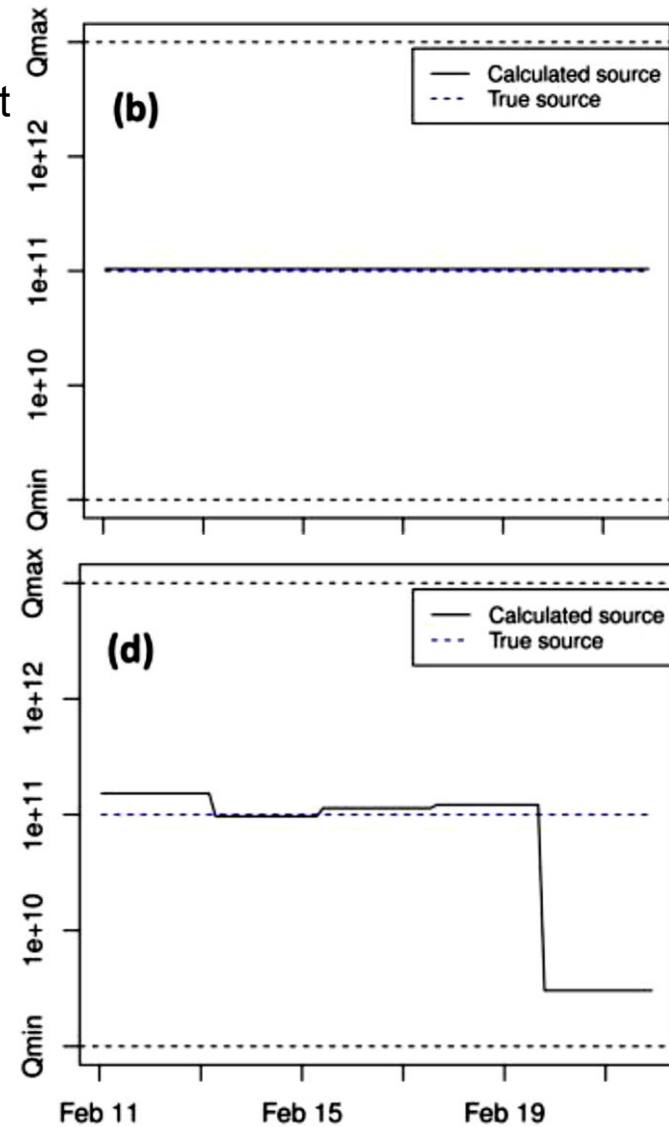 t
(b)
Calculated source
True source
Qmax
1e+12
1e+11
1e+10
Qmin
(d)
Calculated source
True source
Qmax
1e+12
1e+11
1e+10
Qmin
Feb 11 Feb 15 Feb 19